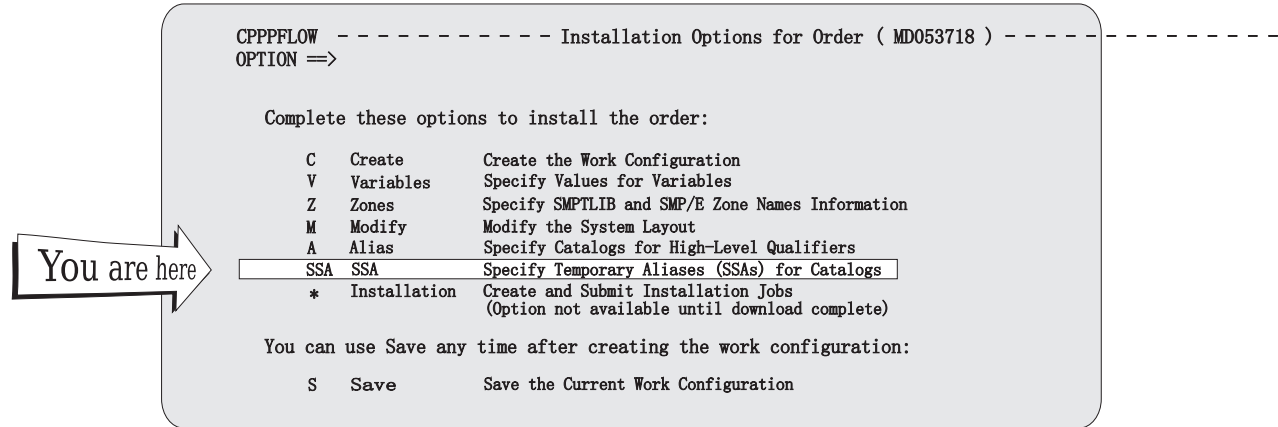 CPPPFLOW - - - - - - - - - - - - Installation Options for Order ( MD053718 ) - - - - - - - - - - - - - - - -
OPTION ==>
Complete these options to install the order:
C Create Create the Work Configuration
V Variables Specify Values for Variables
Z Zones Specify SMPTLIB and SMP/E Zone Names Information
M Modify Modify the System Layout
A Alias Specify Catalogs for High-Level Qualifiers
You are here
SSA SSA Specify Temporary Aliases (SSAs) for Catalogs
* Installation Create and Submit Installation Jobs
(Option not available until download complete)
You can use Save any time after creating the work configuration:
S Save Save the Current Work Configuration